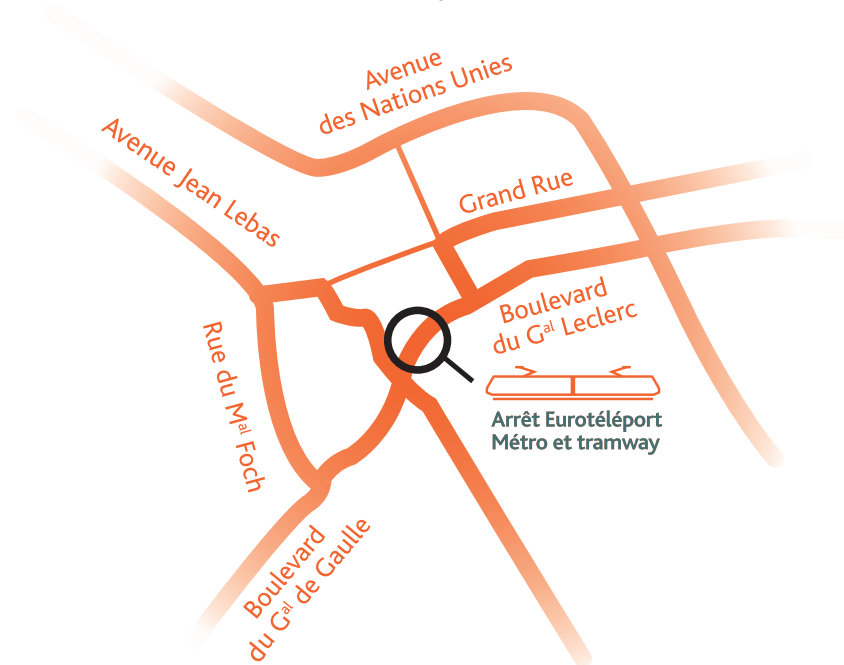 Avenue
des Nations Unies
Avenue Jean Lebas
Grand Rue
Boulevard
du Gal Leclerc
Rue du Mal Foch
Arrêt Eurotéléport
Métro et tramway
Boulevard
du Gal de Gaulle